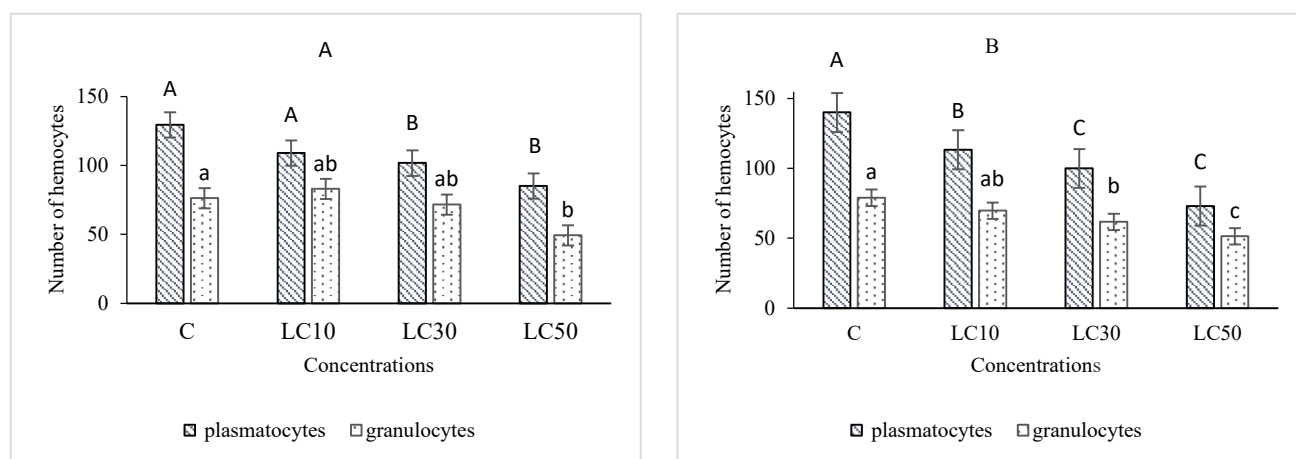 A
Number of hemocytes
150
100
50
0
A
a
A
ab
B
ab
B
b
C LC10 LC30 LC50
Concentrations
plasmatocytes granulocytes
B
Number of hemocytes
150
100
50
0
A
a
B
ab
C
b
C
c
C LC10 LC30 LC50
Concentrations
plasmatocytes granulocytes